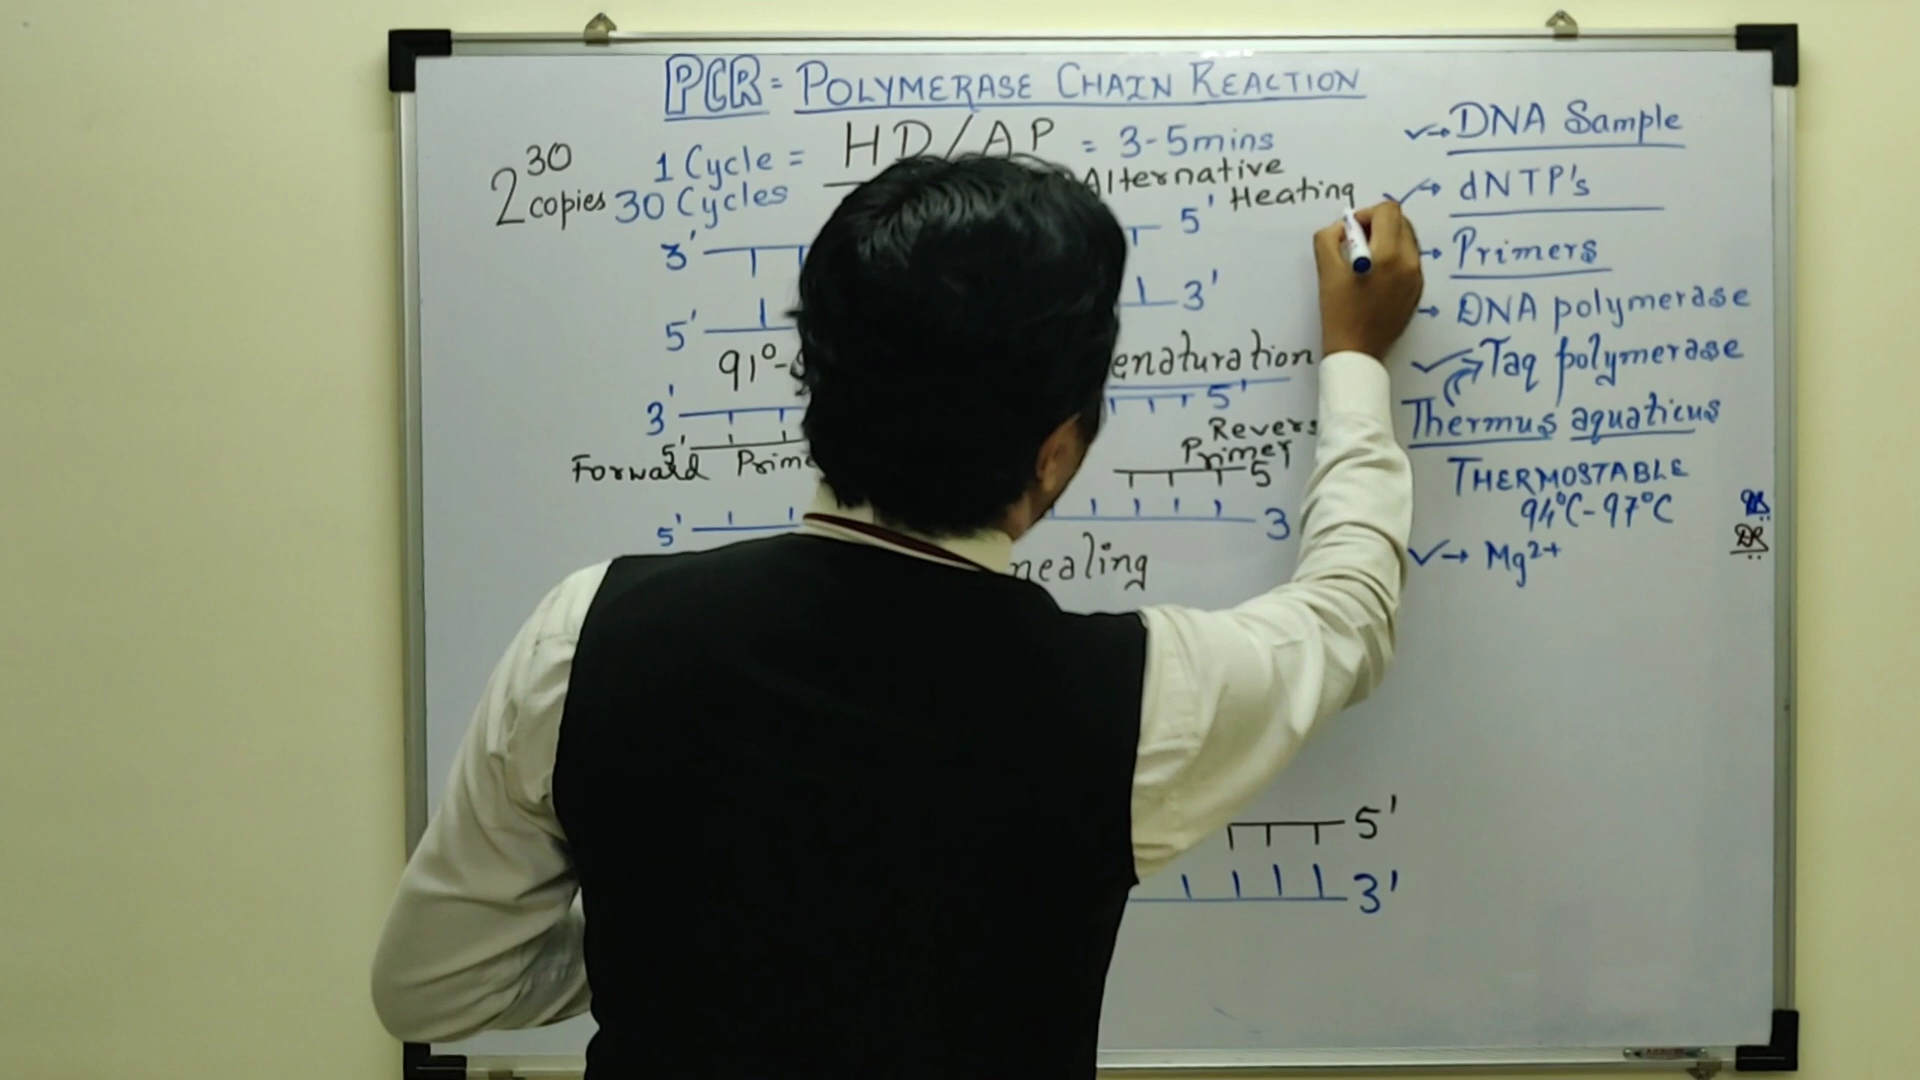 PCR = POLYMERASE CHAIN REACTION
2^30 copies
1 Cycle = HD/AP = 3-5mins
30 Cycles
Alternative
Heating
3' 5'
5' 3'
91°-
enaturation
3' 5'
5'
Forward Prime
Revers
Primer
5
5' 3
nealing
5'
3'
→ DNA Sample
→ dNTP's
→ Primers
→ DNA polymerase
→ Taq polymerase
Thermus aquaticus
THERMOSTABLE
94°C-97°C
→ Mg2+